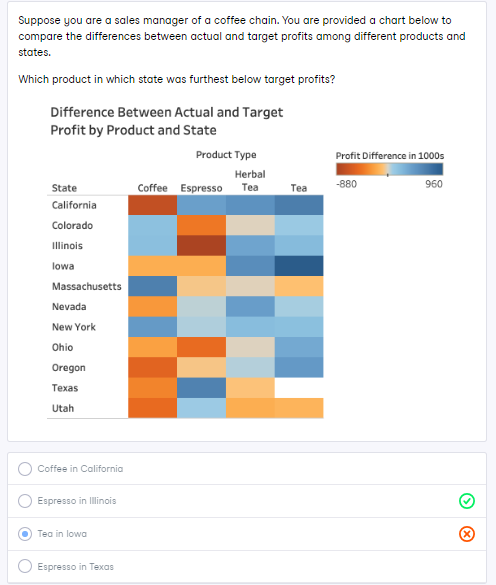 Suppose you are a sales manager of a coffee chain. You are provided a chart below to
compare the differences between actual and target profits among different products and
states.
Which product in which state was furthest below target profits?
Difference Between Actual and Target
Profit by Product and State
Product Type
Profit Difference in 1000s
-880 960
State Coffee Espresso Herbal Tea Tea
California
Colorado
Illinois
Iowa
Massachusetts
Nevada
New York
Ohio
Oregon
Texas
Utah
Coffee in California
Espresso in Illinois
Tea in Iowa
Espresso in Texas